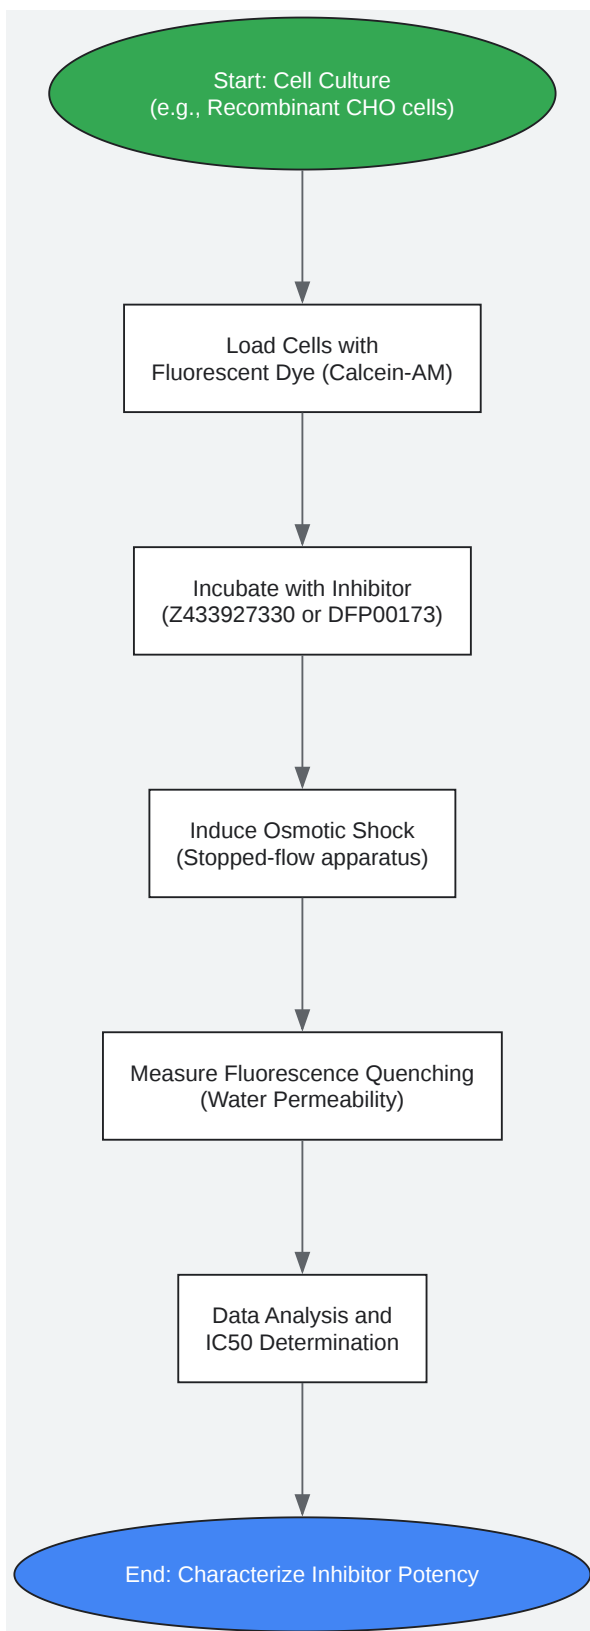 Start: Cell Culture
(e.g., Recombinant CHO cells)
Load Cells with
Fluorescent Dye (Calcein-AM)
Incubate with Inhibitor
(Z433927330 or DFP00173)
Induce Osmotic Shock
(Stopped-flow apparatus)
Measure Fluorescence Quenching
(Water Permeability)
Data Analysis and
IC50 Determination
End: Characterize Inhibitor Potency